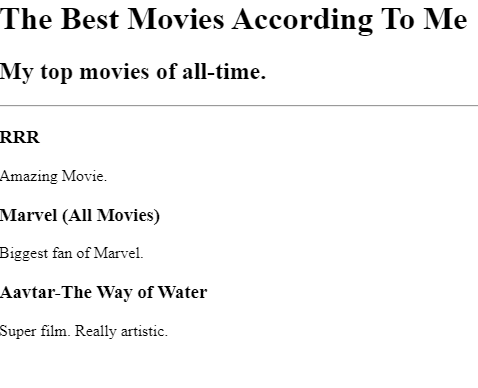 The Best Movies According To Me
My top movies of all-time.
RRR
Amazing Movie.
Marvel (All Movies)
Biggest fan of Marvel.
Aavtar-The Way of Water
Super film. Really artistic.